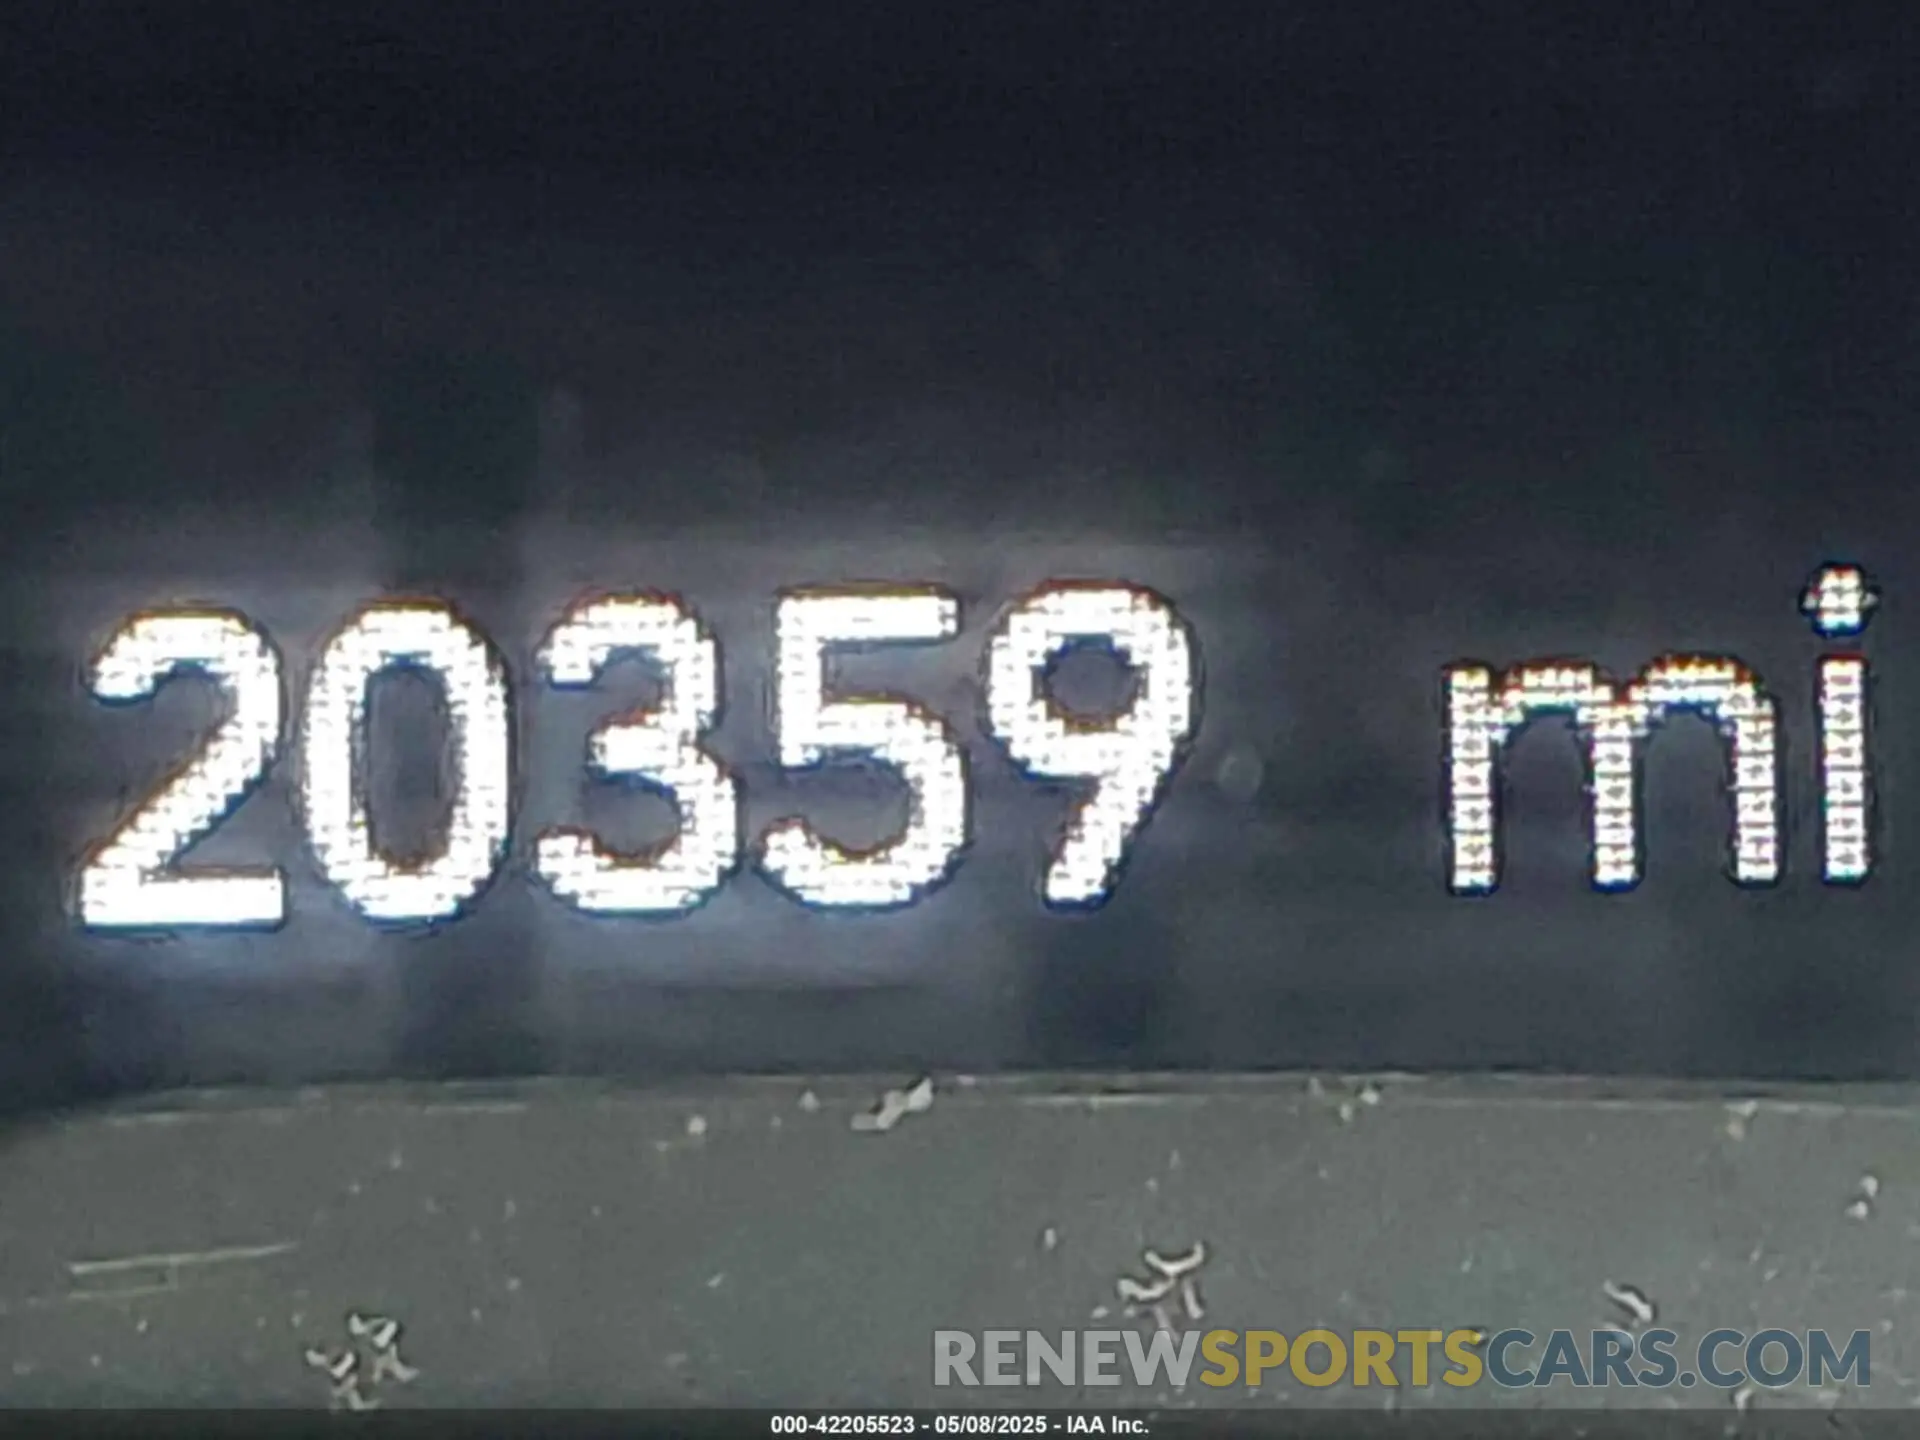 20359 mi
RENEWSPORTSCARS.COM
000-42205523 - 05/08/2025 - IAA Inc.